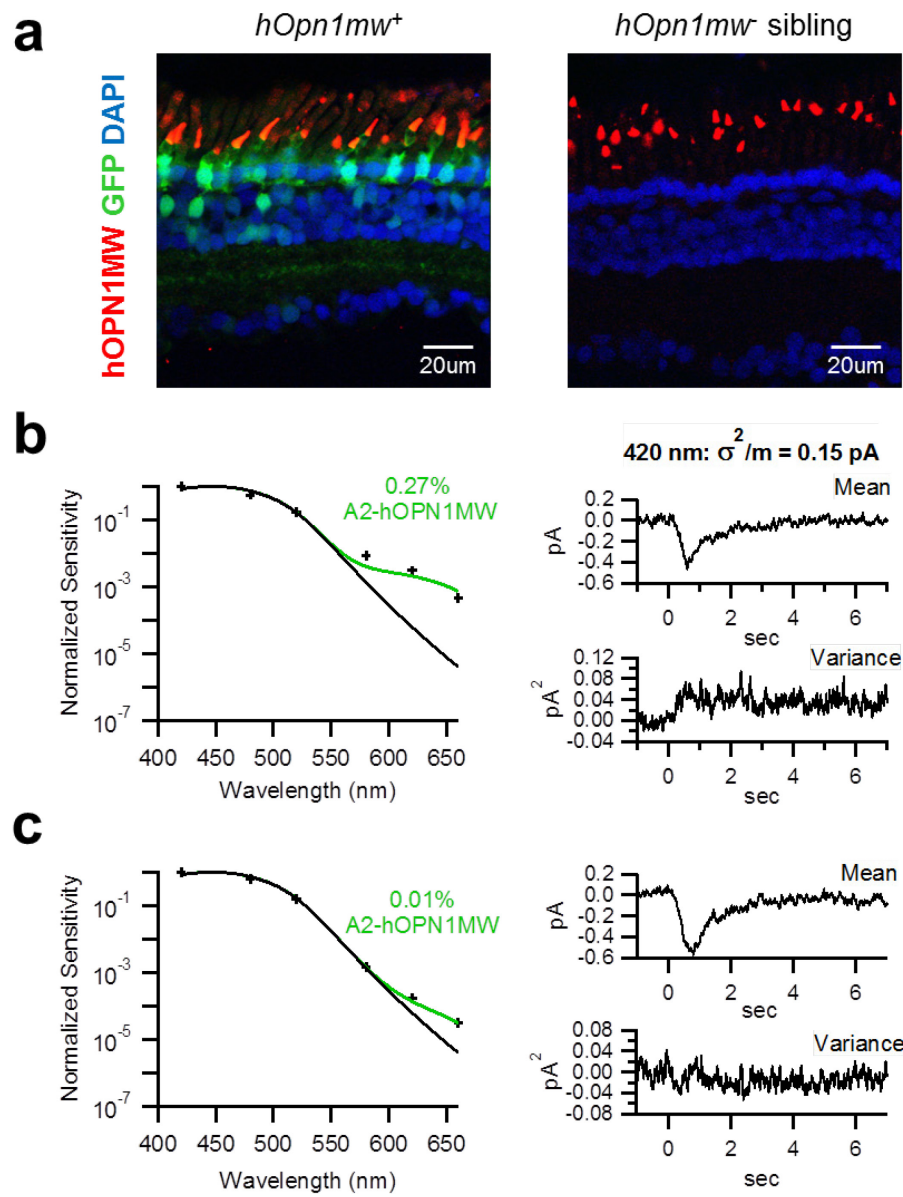 a
hOpn1mw+
hOpn1mw- sibling
hOPN1MW GFP DAPI
20um
20um
b
Normalized Sensitivity
10-1
10-3
10-5
10-7
400 450 500 550 600 650
Wavelength (nm)
0.27%
A2-hOPN1MW
420 nm: σ2/m = 0.15 pA
Mean
pA
0.2
0.0
-0.2
-0.4
-0.6
0 2 4 6
sec
Variance
pA2
0.12
0.08
0.04
0.00
-0.04
0 2 4 6
sec
c
Normalized Sensitivity
10-1
10-3
10-5
10-7
400 450 500 550 600 650
Wavelength (nm)
0.01%
A2-hOPN1MW
Mean
pA
0.2
0.0
-0.2
-0.4
-0.6
0 2 4 6
sec
Variance
pA2
0.08
0.04
0.00
-0.04
-0.08
0 2 4 6
sec